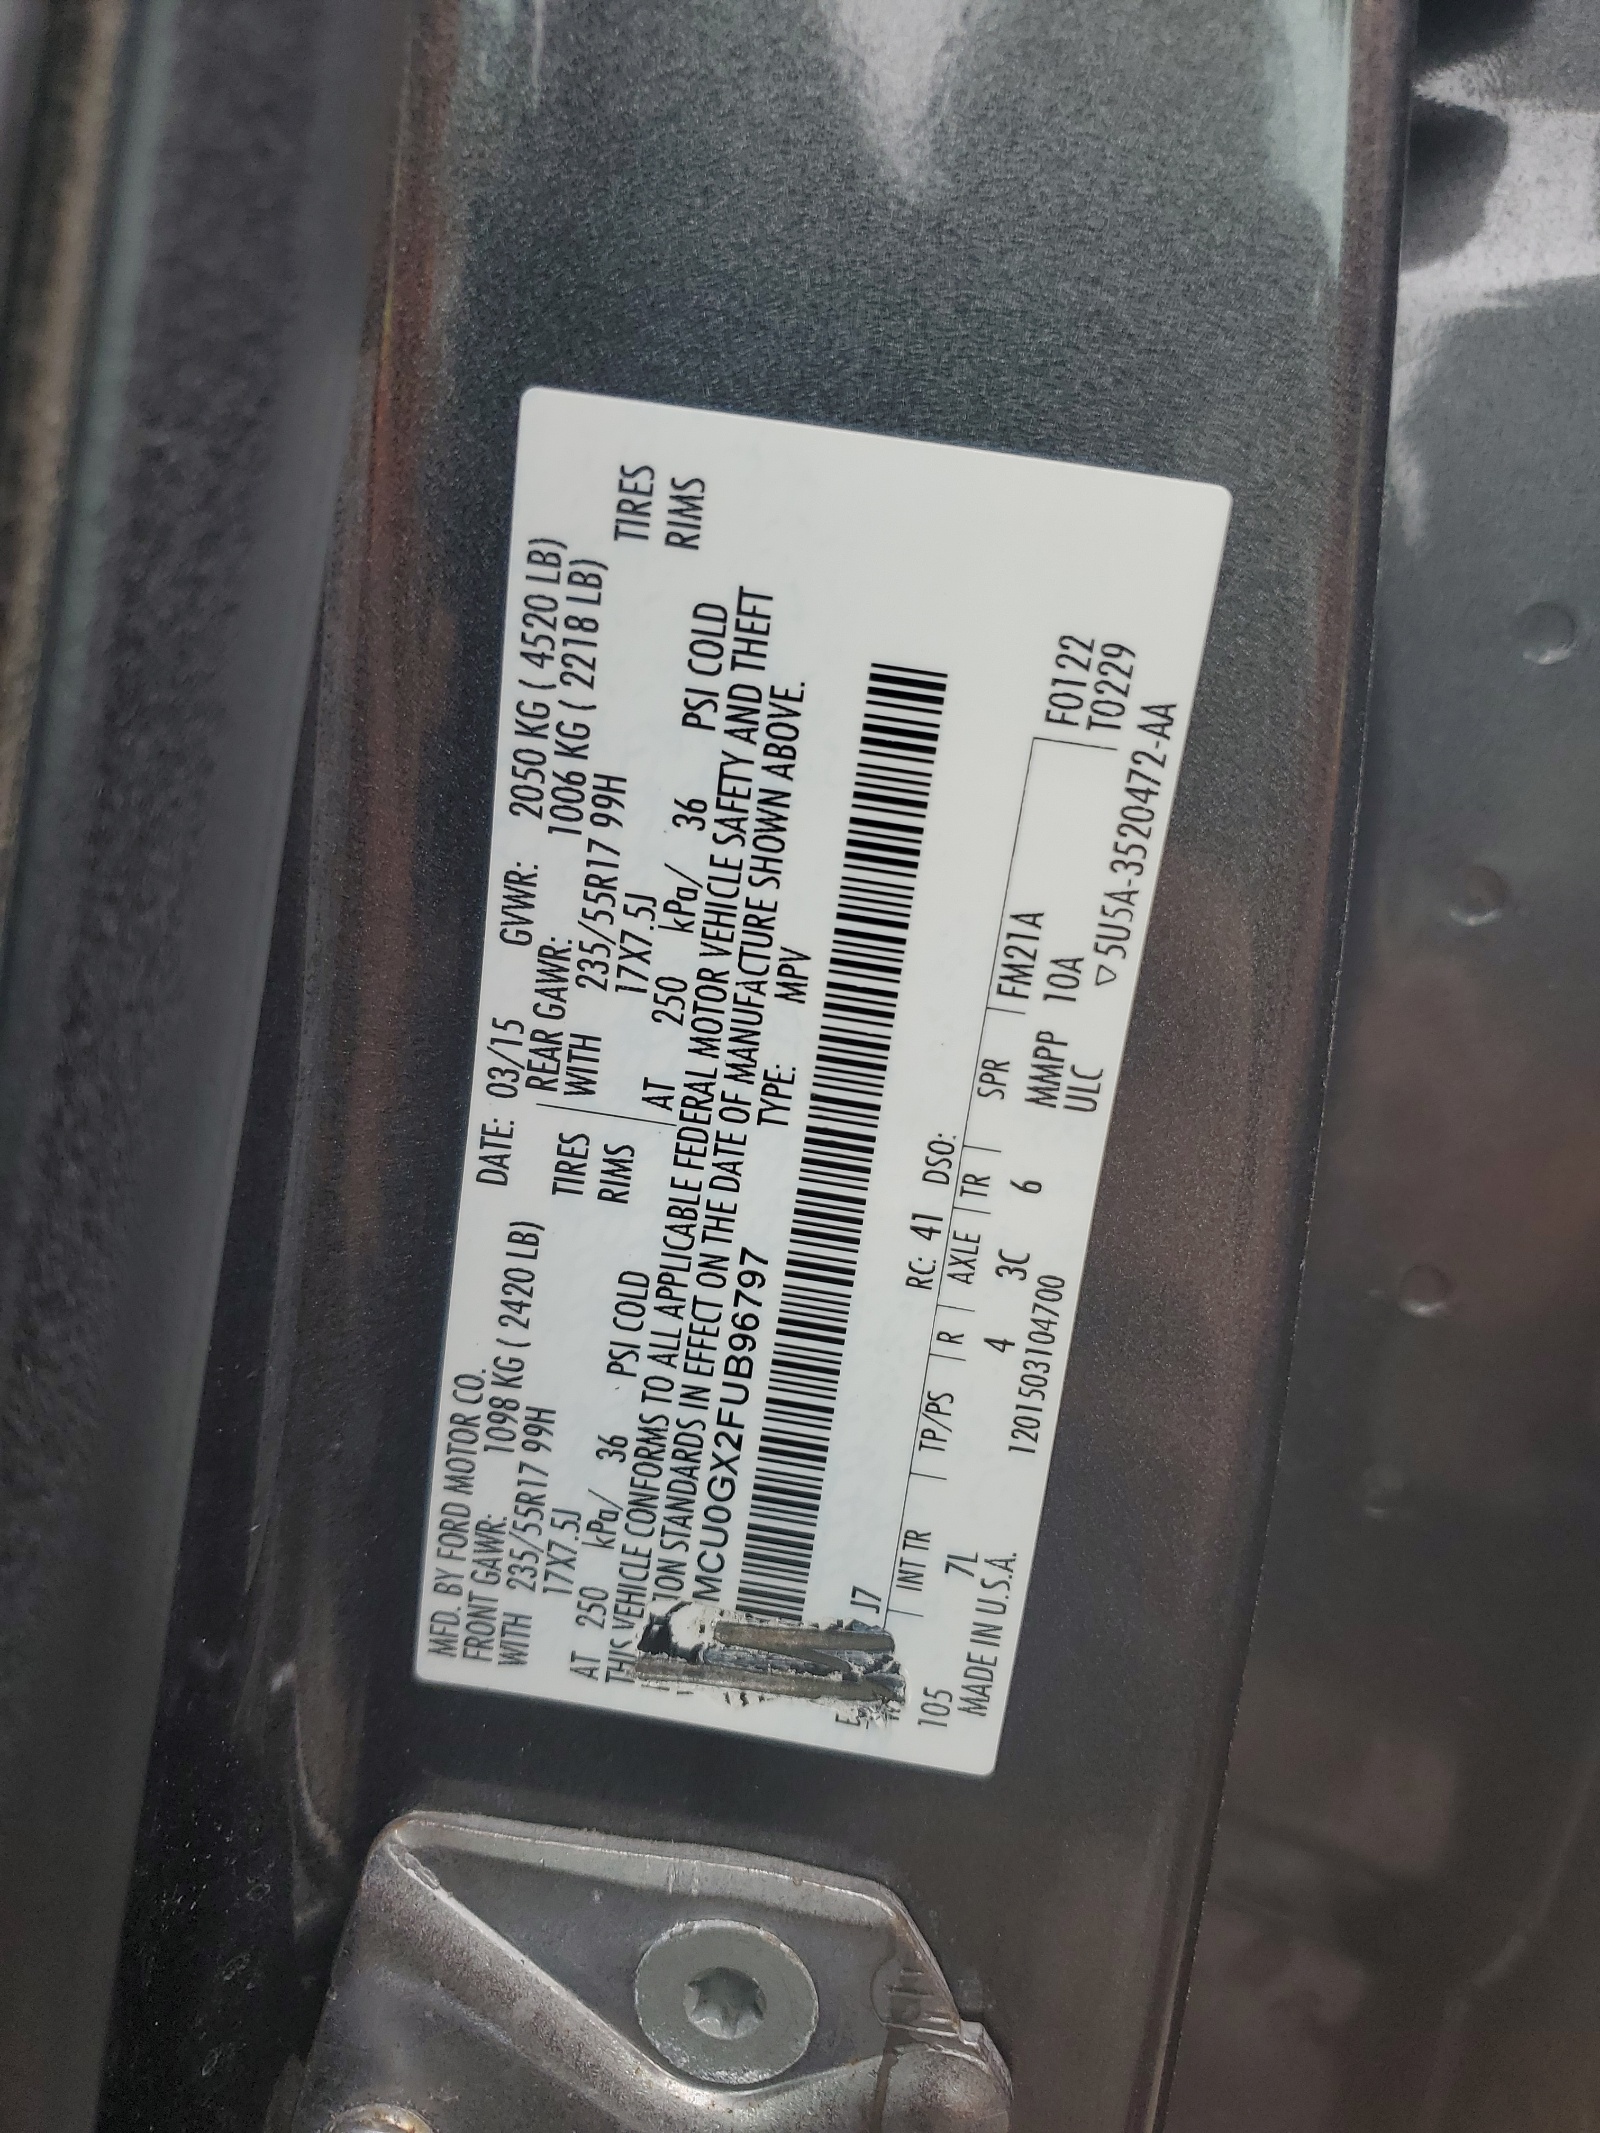 MFD. BY FORD MOTOR CO.
DATE: 03/15 GVWR: 2050 KG ( 4520 LB)
FRONT GAWR: 1098 KG ( 2420 LB) REAR GAWR: 1006 KG ( 2218 LB)
WITH 235/55R17 99H TIRES WITH 235/55R17 99H TIRES
17X7.5J RIMS 17X7.5J RIMS
AT 250 kPa/ 36 PSI COLD AT 250 kPa/ 36 PSI COLD
THIS VEHICLE CONFORMS TO ALL APPLICABLE FEDERAL MOTOR VEHICLE SAFETY AND THEFT
ION STANDARDS IN EFFECT ON THE DATE OF MANUFACTURE SHOWN ABOVE.
MCU0GX2FUB96797 TYPE: MPV
J7 RC: 41 DSO:
INT TR TP/PS R AXLE TR SPR FM21A F0122
105 7L 4 3C 6 MMPP 10A T0229
MADE IN U.S.A. 1201503104700 ULC ▽5U5A-3520472-AA